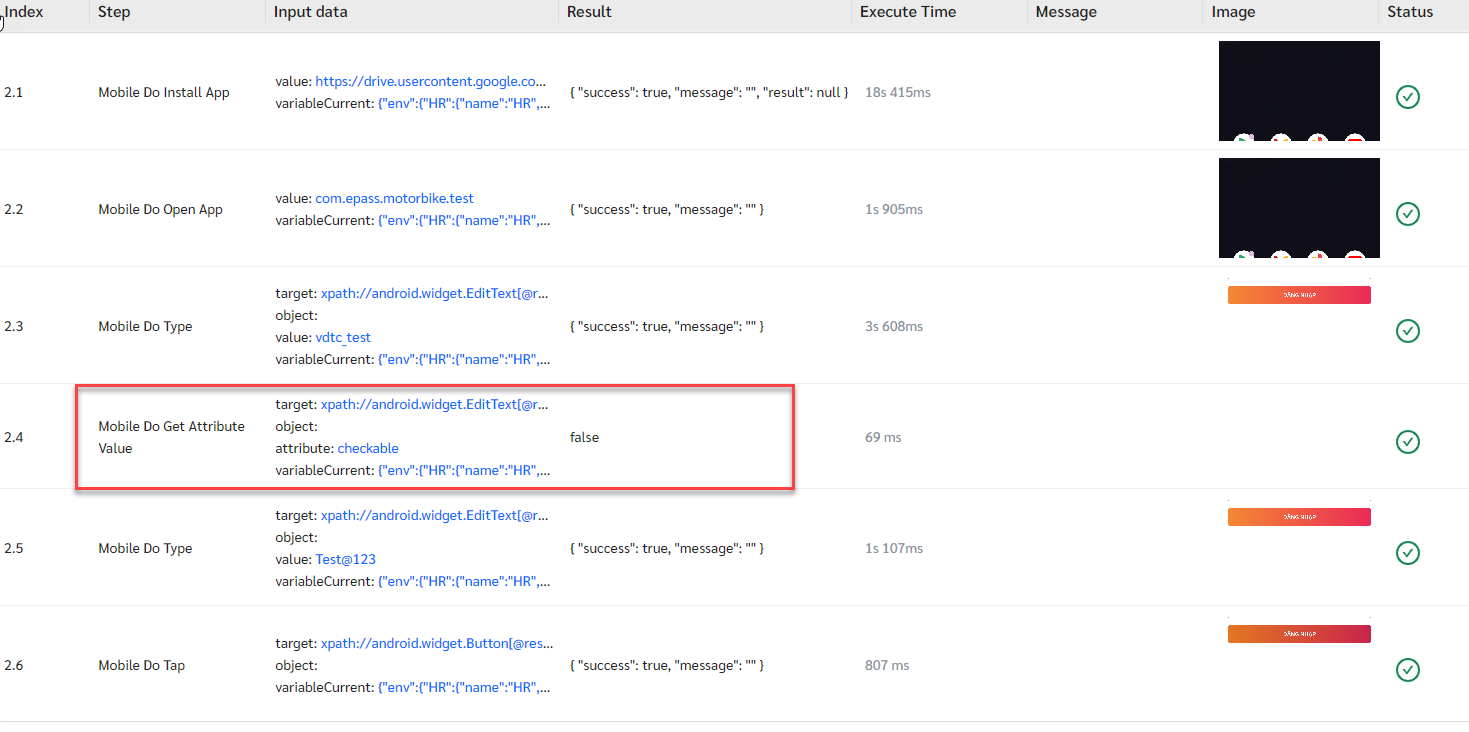 Index Step Input data Result Execute Time Message Image Status
2.1 Mobile Do Install App value: https://drive.usercontent.google.co... { "success": true, "message": "", "result": null } 18s 415ms
variableCurrent: {"env":{"HR":{"name":"HR",...
2.2 Mobile Do Open App value: com.epass.motorbike.test { "success": true, "message": "" } 1s 905ms
variableCurrent: {"env":{"HR":{"name":"HR",...
target: xpath://android.widget.EditText[@r...
object:
2.3 Mobile Do Type value: vdtc_test { "success": true, "message": "" } 3s 608ms
variableCurrent: {"env":{"HR":{"name":"HR",...
ĐĂNG NHẬP
target: xpath://android.widget.EditText[@r...
object:
2.4 Mobile Do Get Attribute Value attribute: checkable false 69 ms
variableCurrent: {"env":{"HR":{"name":"HR",...
target: xpath://android.widget.EditText[@r...
object:
2.5 Mobile Do Type value: Test@123 { "success": true, "message": "" } 1s 107ms
variableCurrent: {"env":{"HR":{"name":"HR",...
ĐĂNG NHẬP
target: xpath://android.widget.Button[@res...
object:
2.6 Mobile Do Tap { "success": true, "message": "" } 807 ms
variableCurrent: {"env":{"HR":{"name":"HR",...
ĐĂNG NHẬP